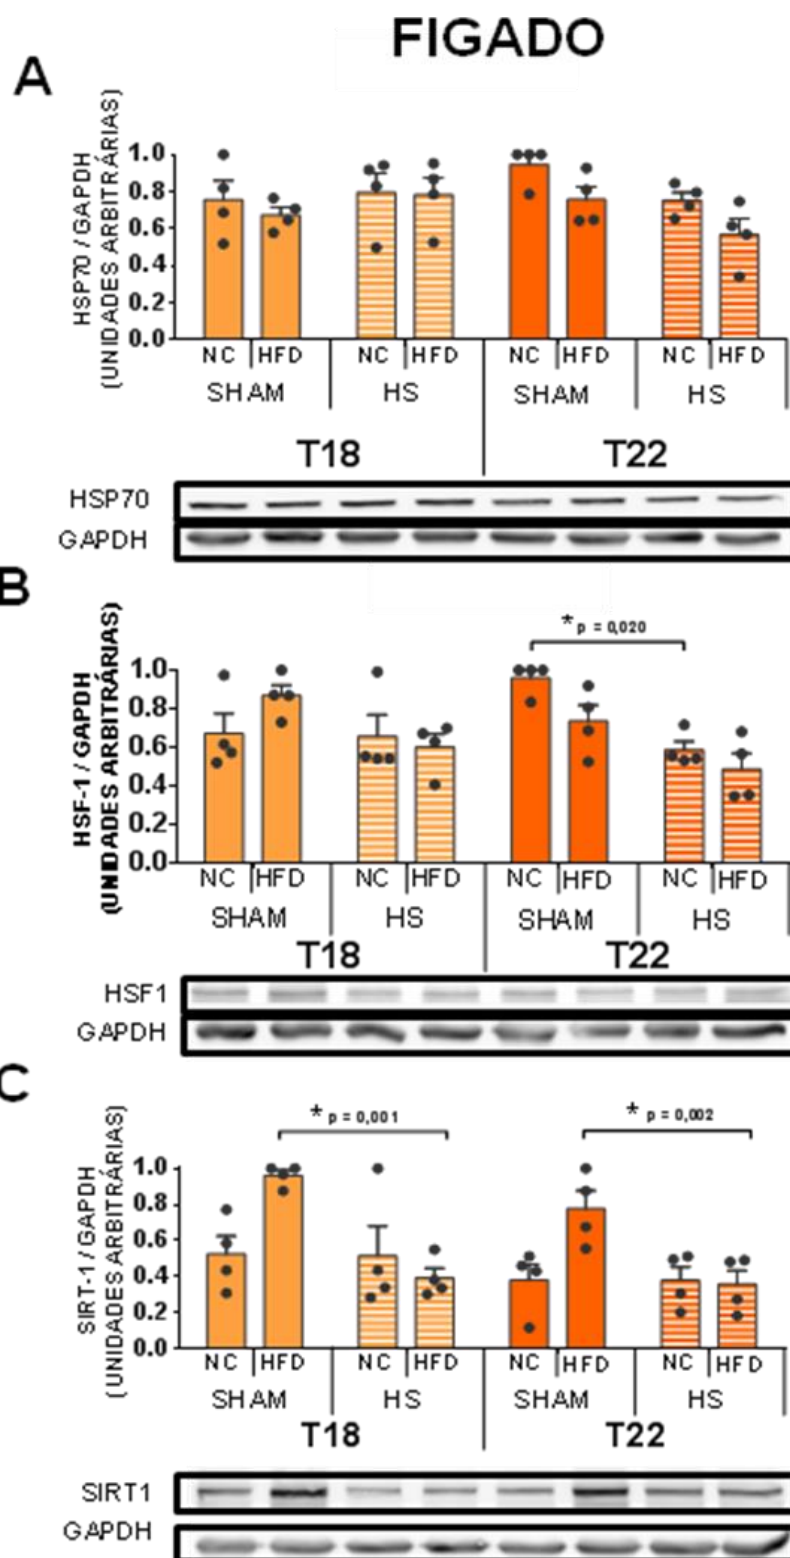 FIGADO
A
HSP70 / GAPDH
(UNIDADES ARBITRÁRIAS)
1.0
0.8
0.6
0.4
0.2
0.0
NC HFD NC HFD NC HFD NC HFD
SHAM HS SHAM HS
T18 T22
HSP70
GAPDH
B
HSF-1 / GAPDH
(UNIDADES ARBITRÁRIAS)
* p = 0,020
1.0
0.8
0.6
0.4
0.2
0.0
NC HFD NC HFD NC HFD NC HFD
SHAM HS SHAM HS
T18 T22
HSF1
GAPDH
C
SIRT-1 / GAPDH
(UNIDADES ARBITRÁRIAS)
* p = 0,001 * p = 0,002
1.0
0.8
0.6
0.4
0.2
0.0
NC HFD NC HFD NC HFD NC HFD
SHAM HS SHAM HS
T18 T22
SIRT1
GAPDH